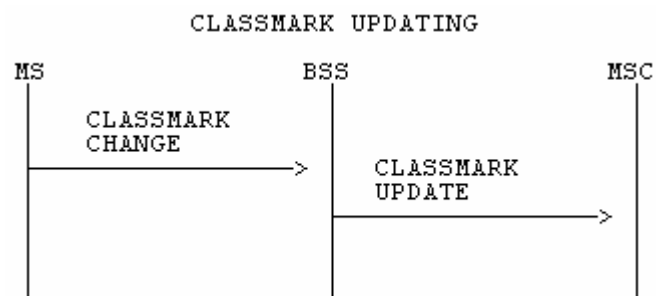 CLASSMARK UPDATING
MS BSS MSC
CLASSMARK
CHANGE
CLASSMARK
UPDATE